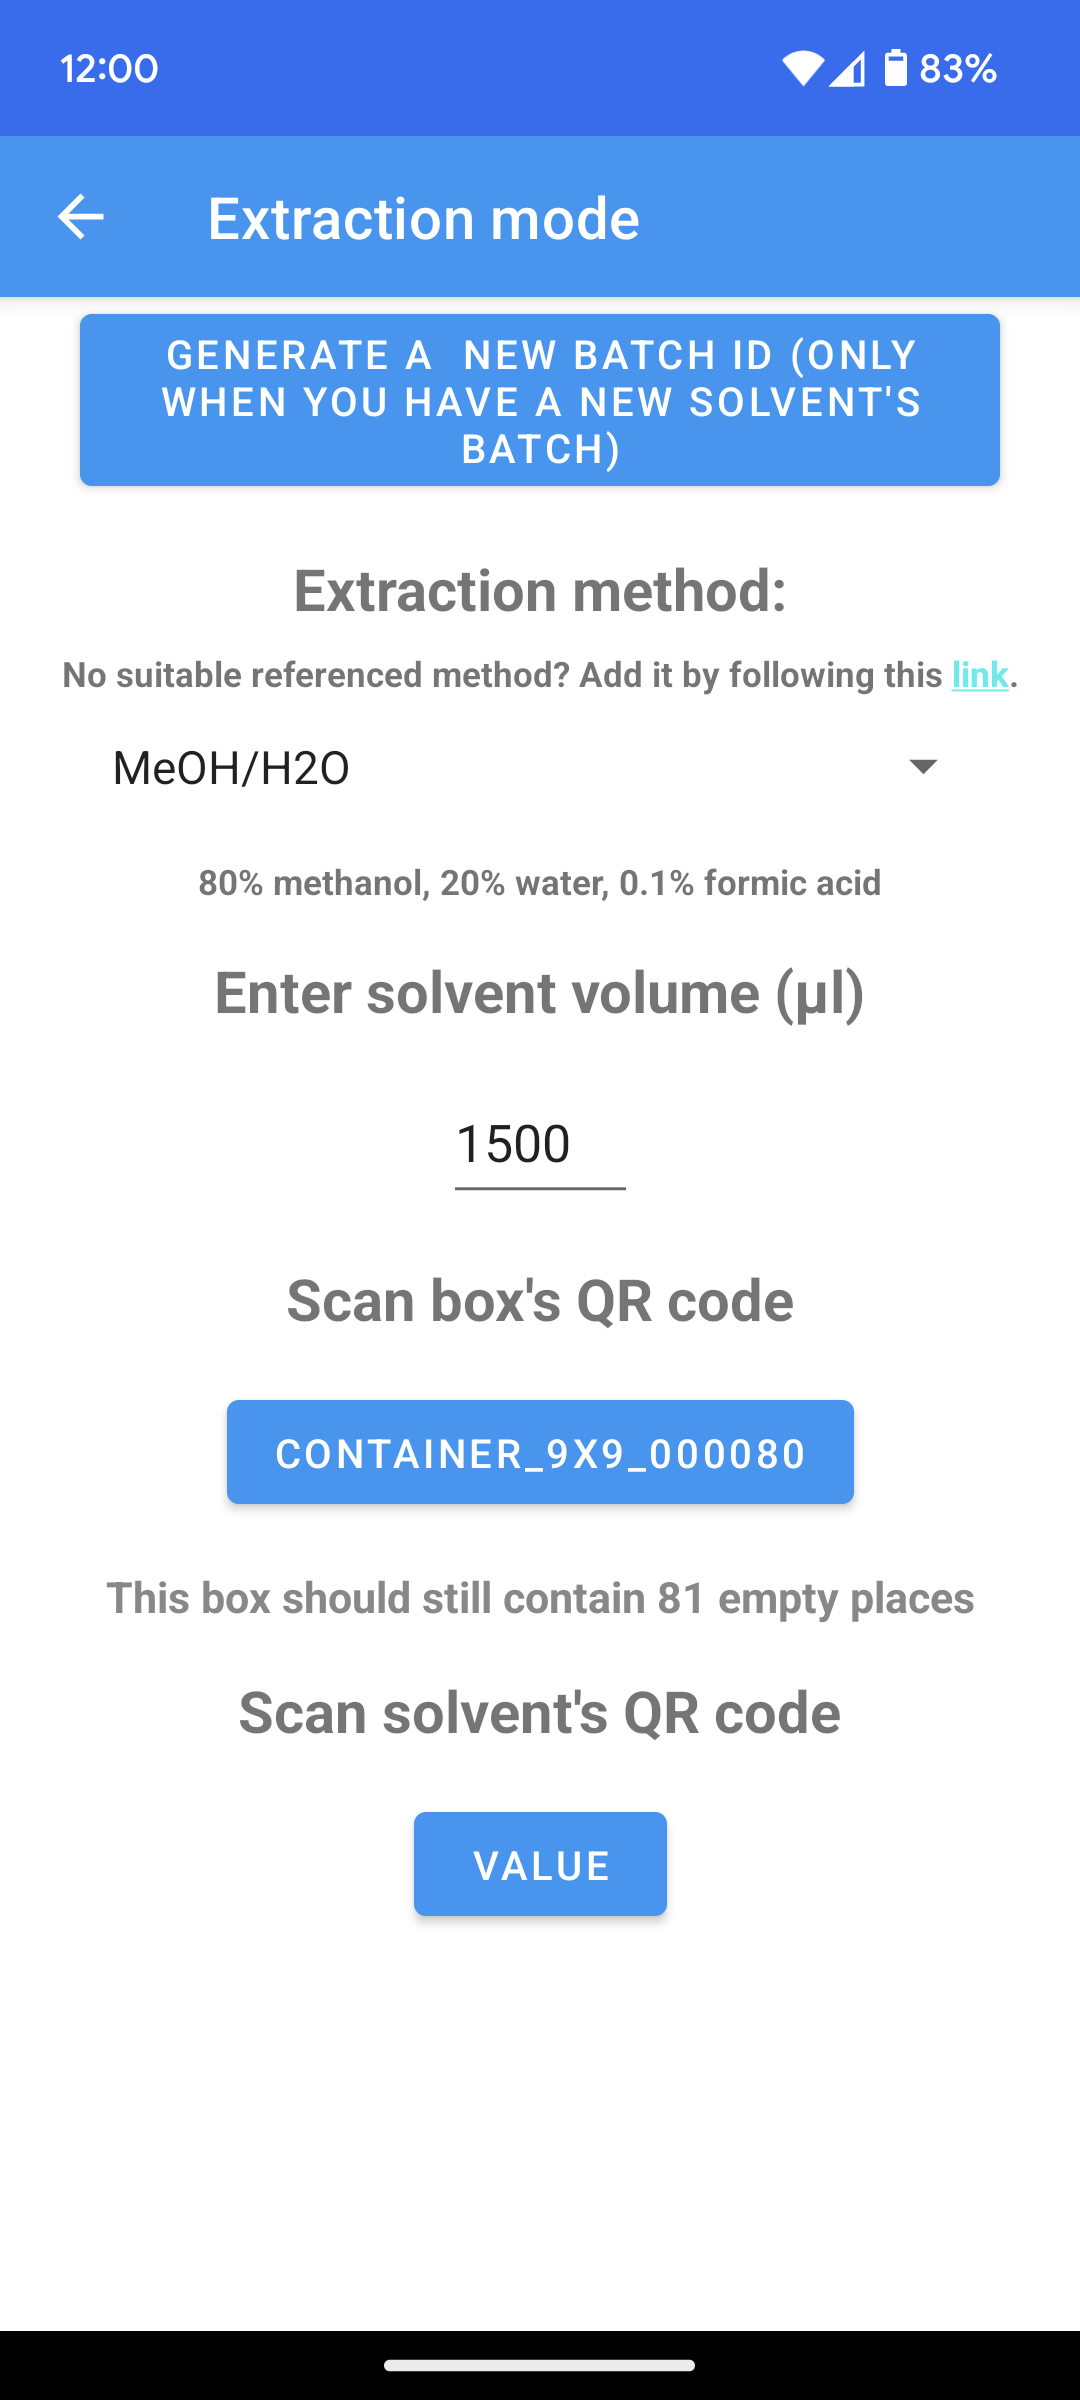 12:00
83%
Extraction mode
GENERATE A  NEW BATCH ID (ONLY
WHEN YOU HAVE A NEW SOLVENT'S
BATCH)
Extraction method:
No suitable referenced method? Add it by following this link.
MeOH/H2O
80% methanol, 20% water, 0.1% formic acid
Enter solvent volume (µl)
1500
Scan box's QR code
CONTAINER_9X9_000080
This box should still contain 81 empty places
Scan solvent's QR code
VALUE